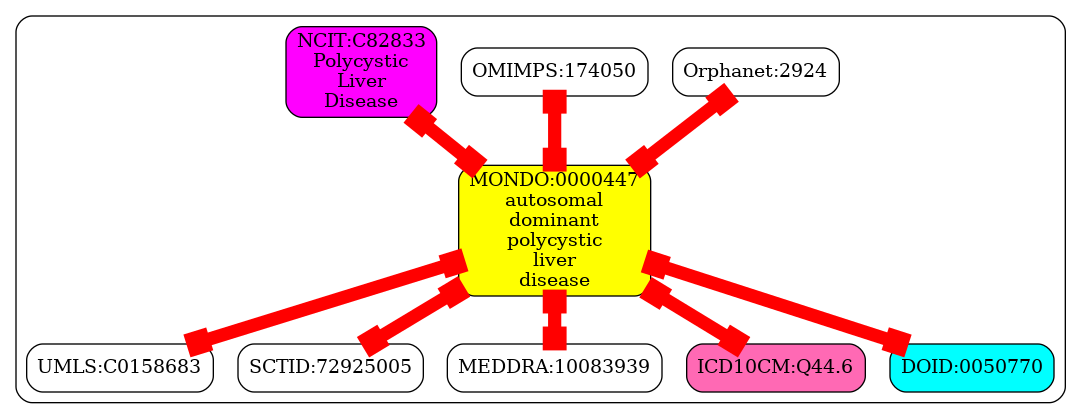 NCIT:C82833
Polycystic
Liver
Disease
OMIMPS:174050
Orphanet:2924
MONDO:0000447
autosomal
dominant
polycystic
liver
disease
UMLS:C0158683
SCTID:72925005
MEDDRA:10083939
ICD10CM:Q44.6
DOID:0050770